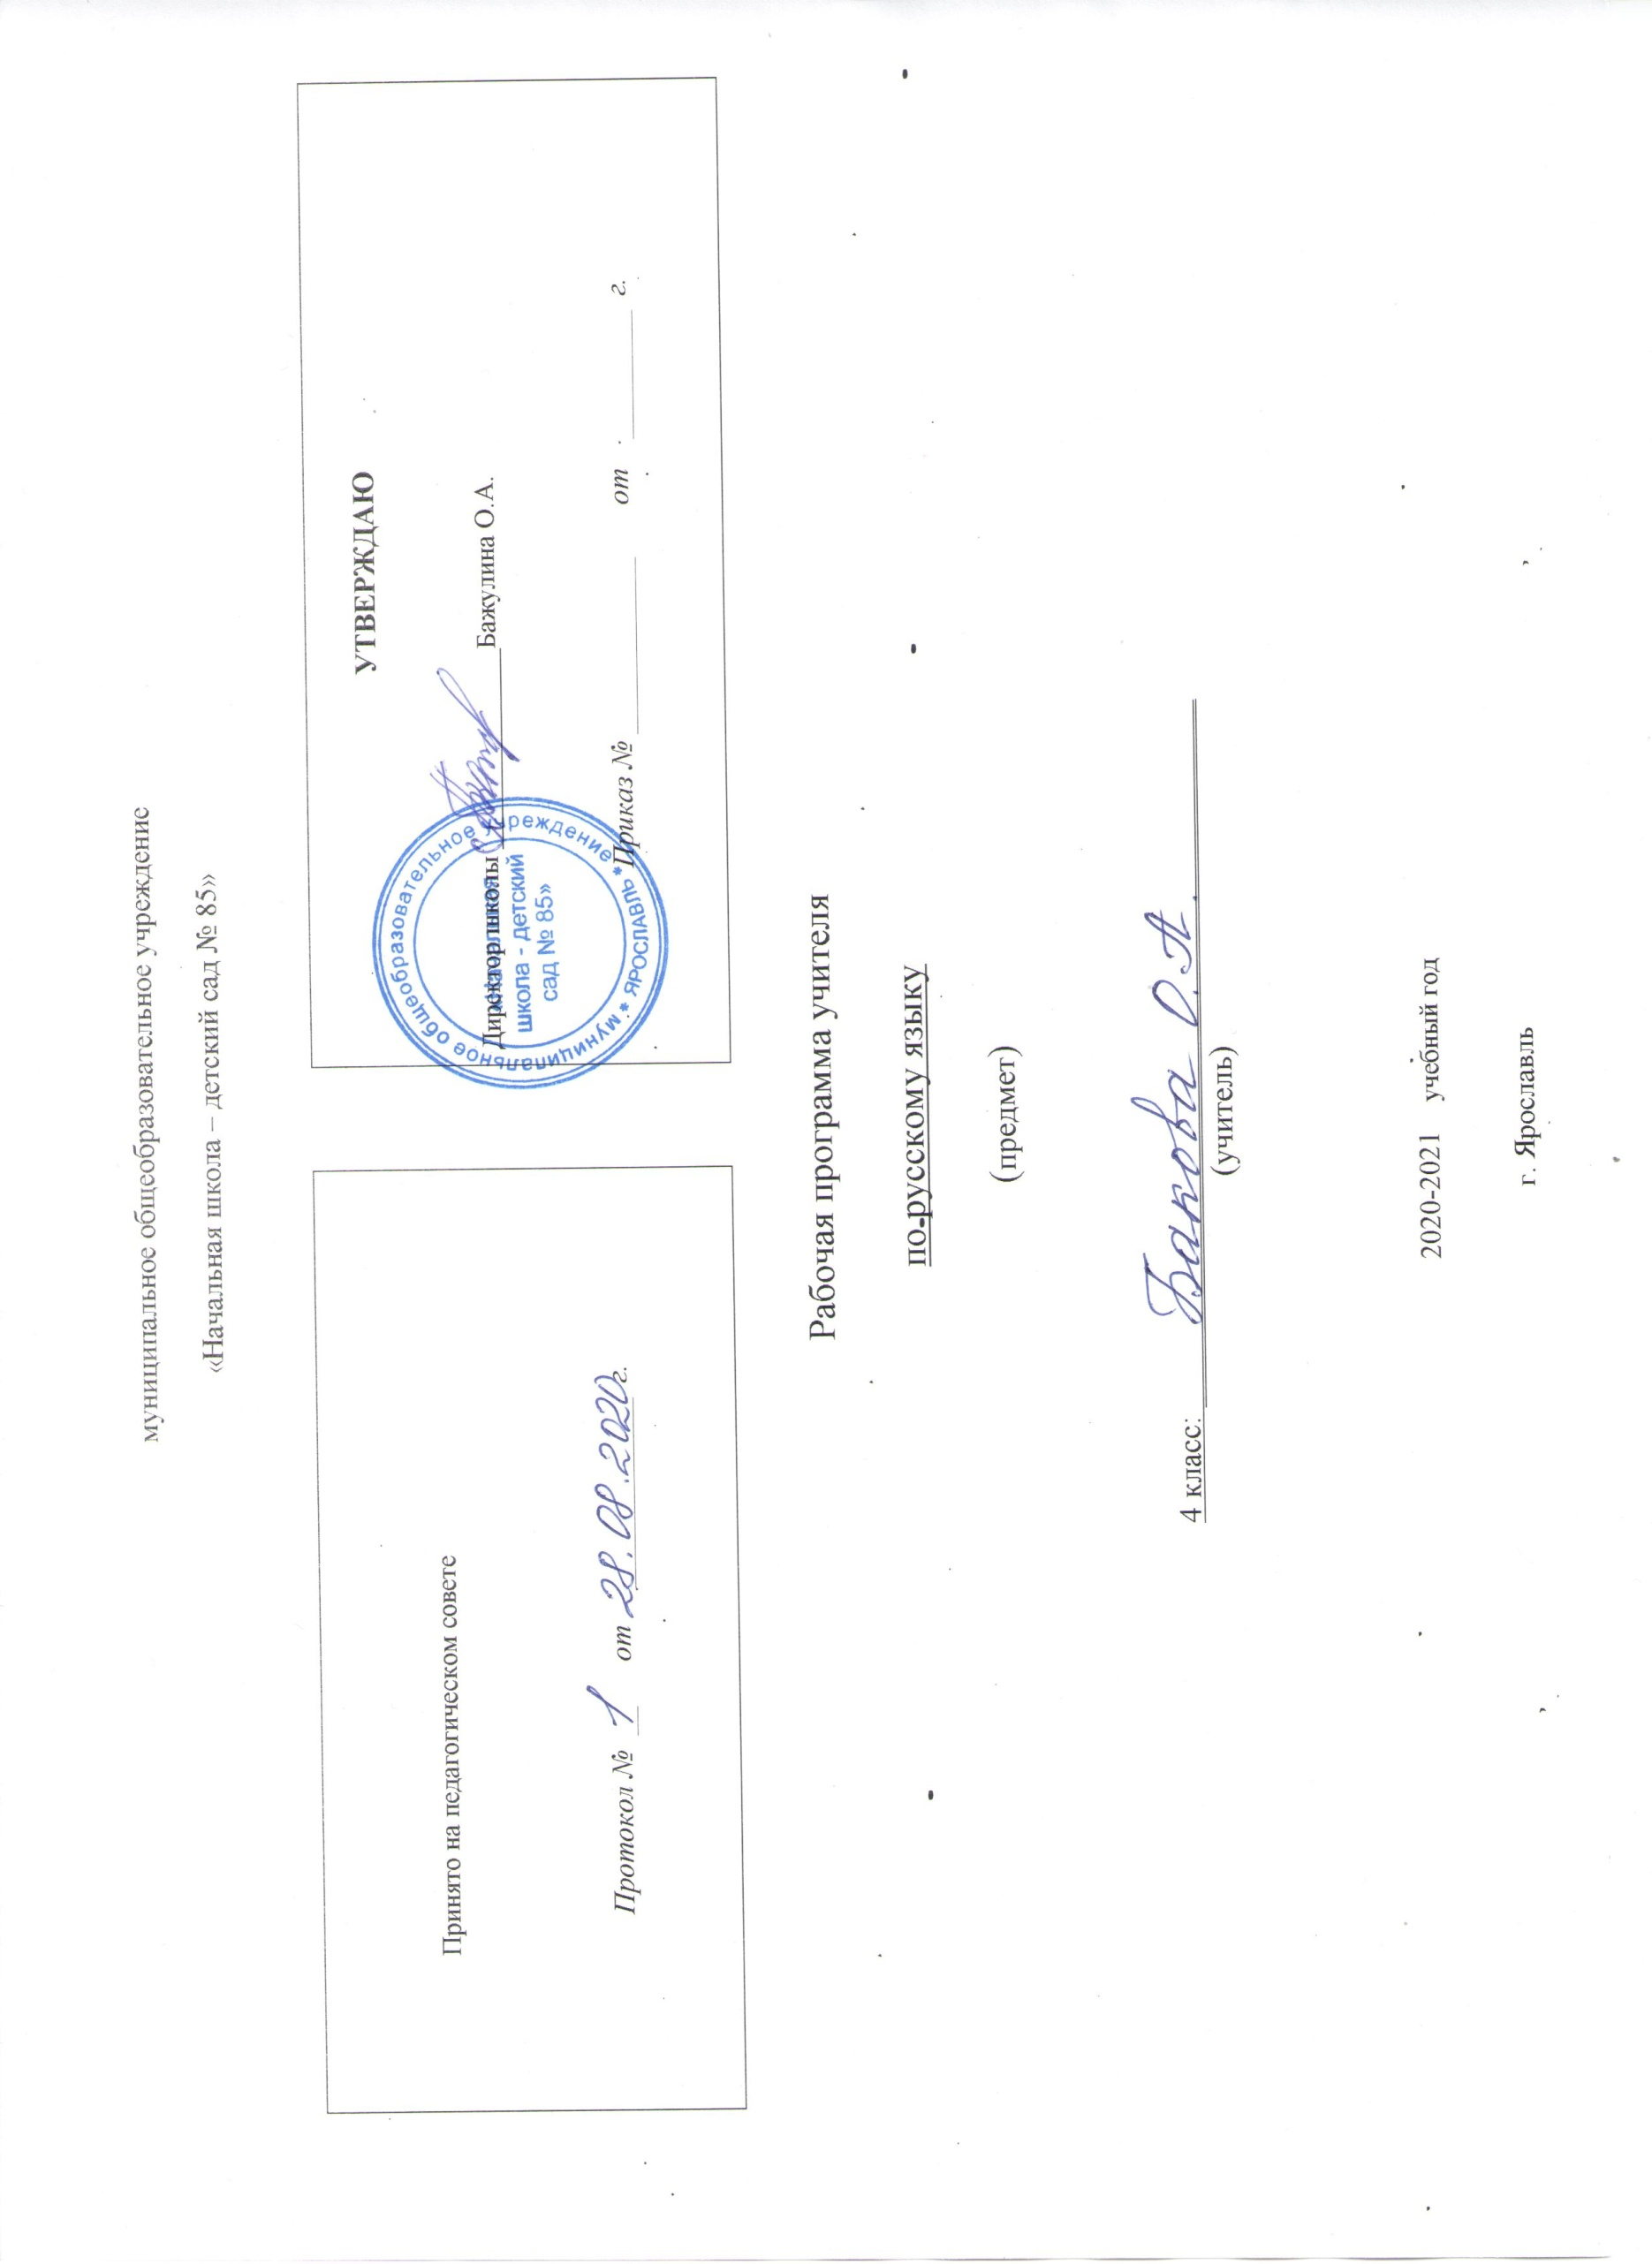 муниципальное общеобразовательное учреждение
«Начальная школа – детский сад № 85»
Принято на педагогическом совете
Протокол № 1 от 28.08.2020г.
УТВЕРЖДАЮ
Директор школы Бажулина О.А.
Приказ № от г.
муниципальное общеобразовательное учреждение * ЯРОСЛАВЛЬ *
школа - детский
сад № 85»
Рабочая программа учителя
по русскому языку
(предмет)
4 класс: Бакова О.А.
(учитель)
2020-2021 учебный год
г. Ярославль